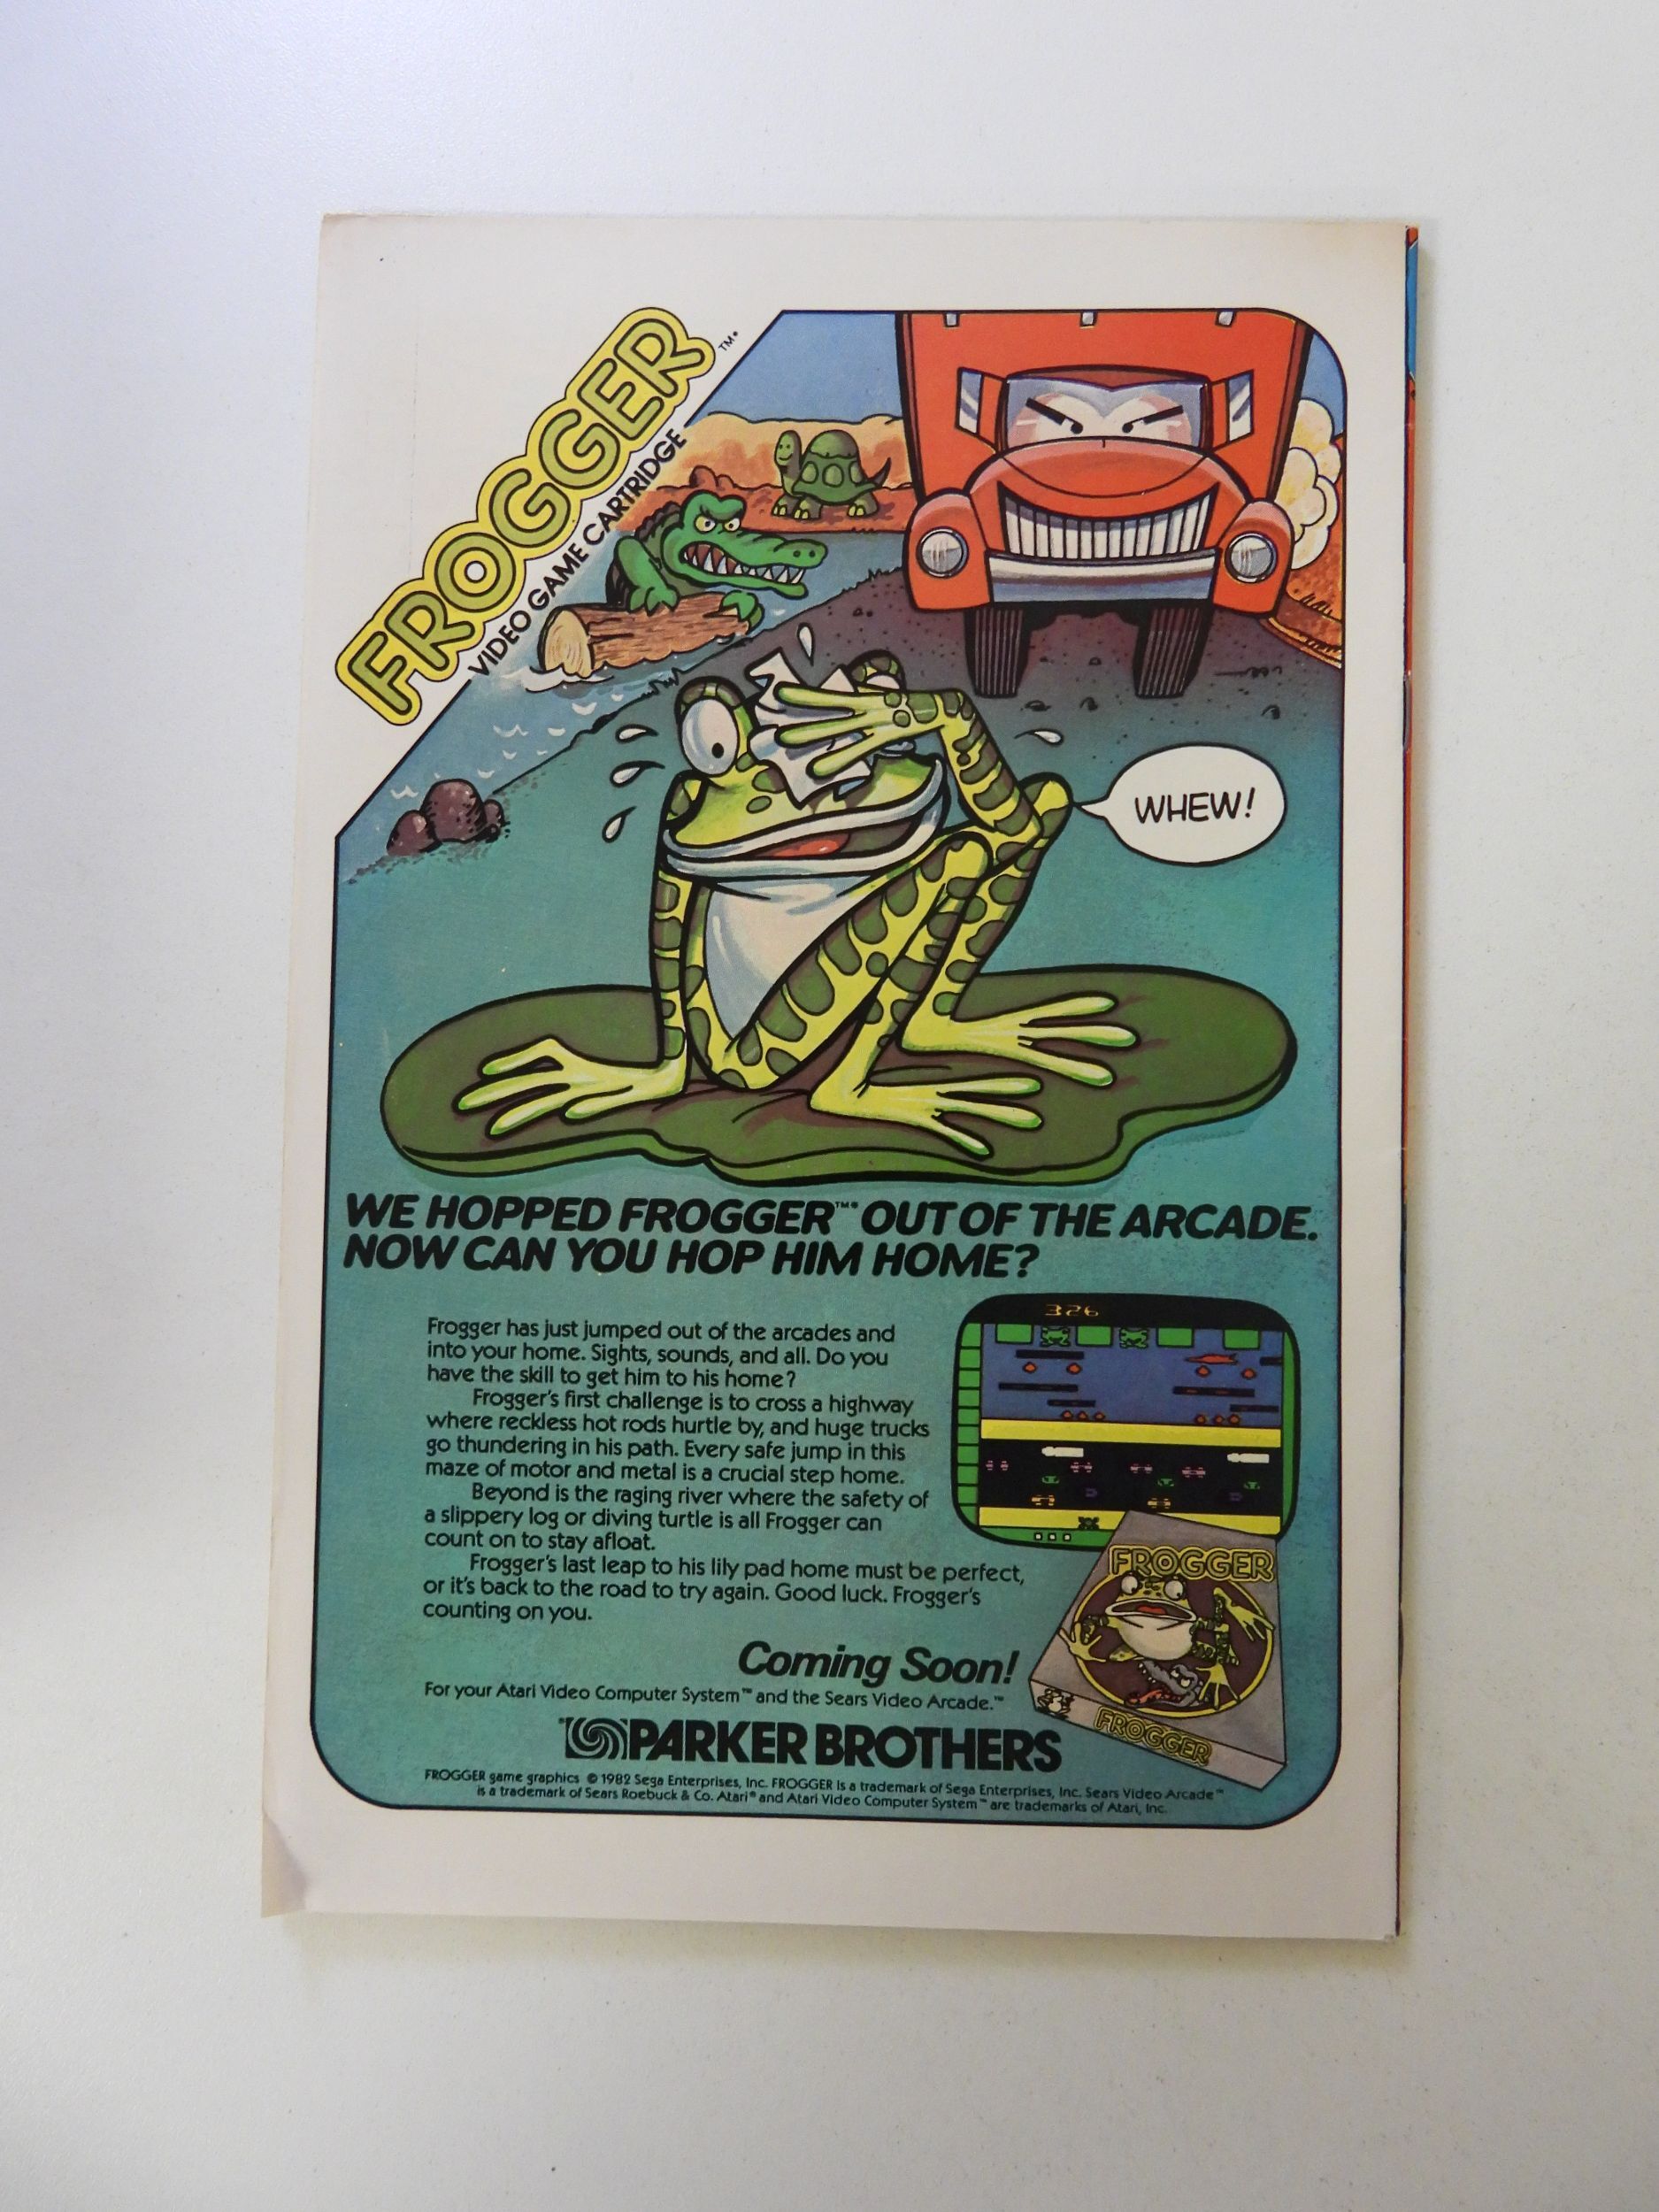 FROGGER™*
VIDEO GAME CARTRIDGE
WHEW!
WE HOPPED FROGGER™* OUT OF THE ARCADE.
NOW CAN YOU HOP HIM HOME?
Frogger has just jumped out of the arcades and
into your home. Sights, sounds, and all. Do you
have the skill to get him to his home?
Frogger's first challenge is to cross a highway
where reckless hot rods hurtle by, and huge trucks
go thundering in his path. Every safe jump in this
maze of motor and metal is a crucial step home.
Beyond is the raging river where the safety of
a slippery log or diving turtle is all Frogger can
count on to stay afloat.
Frogger's last leap to his lily pad home must be perfect,
or it's back to the road to try again. Good luck. Frogger's
counting on you.
326
FROGGER
FROGGER
Coming Soon!
For your Atari Video Computer System™ and the Sears Video Arcade.™
PARKER BROTHERS
FROGGER game graphics © 1982 Sega Enterprises, Inc. FROGGER is a trademark of Sega Enterprises, Inc. Sears Video Arcade™
is a trademark of Sears Roebuck & Co. Atari® and Atari Video Computer System™ are trademarks of Atari, Inc.